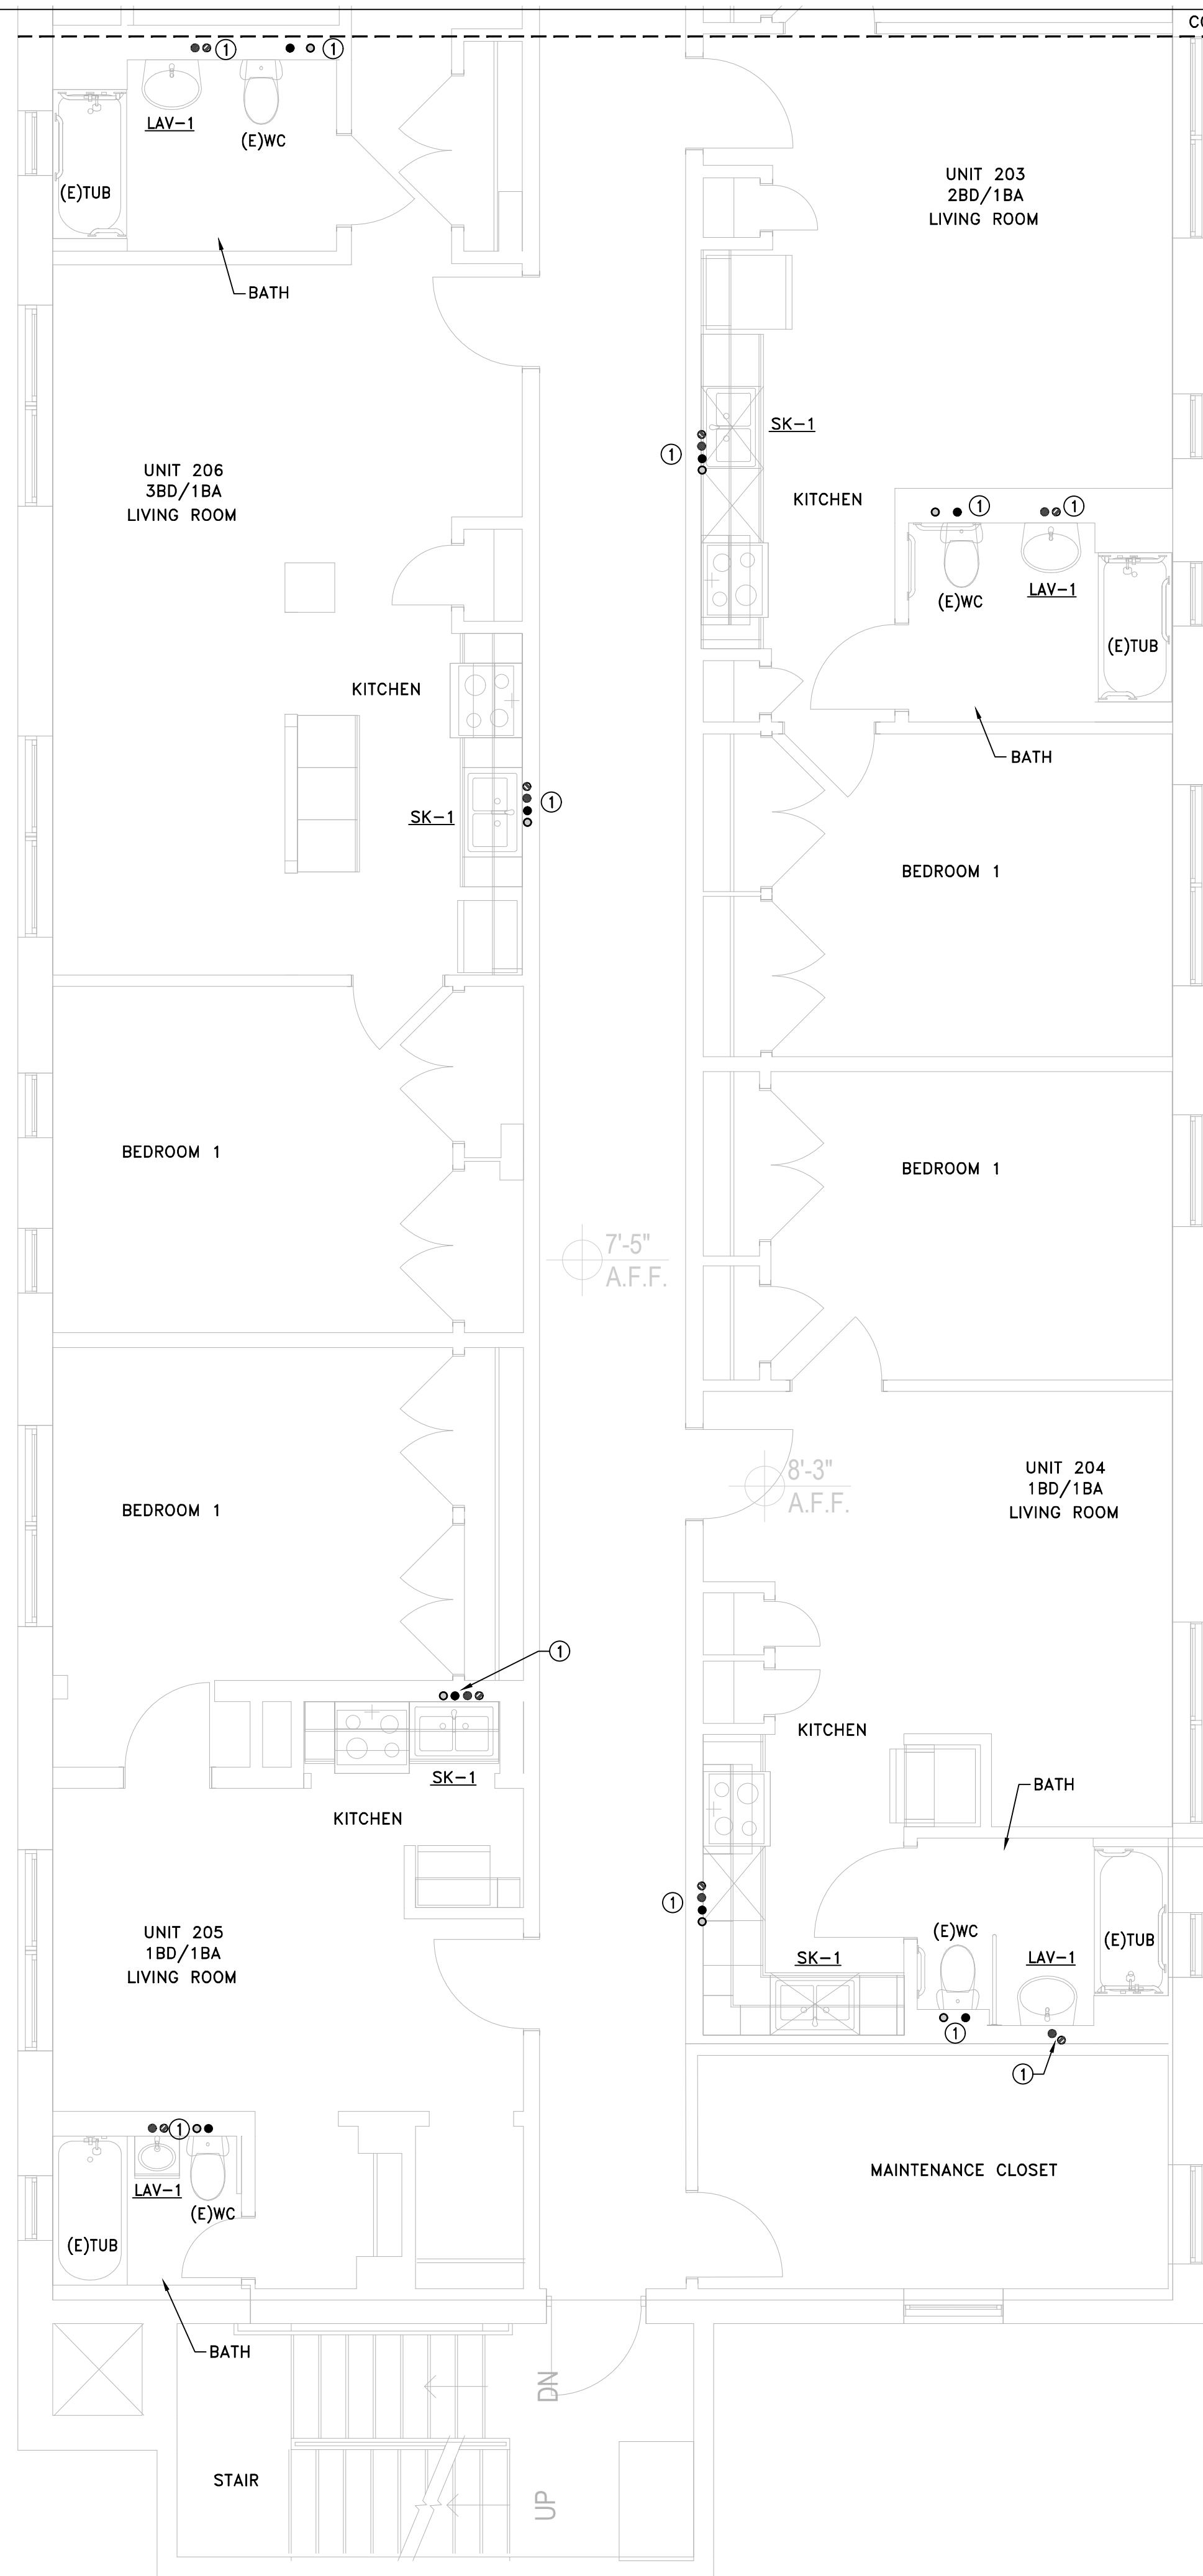 CO
1
1
LAV-1
(E)WC
(E)TUB
BATH
UNIT 203
2BD/1BA
LIVING ROOM
SK-1
1
KITCHEN
1
1
(E)WC
LAV-1
(E)TUB
BATH
UNIT 206
3BD/1BA
LIVING ROOM
KITCHEN
SK-1
1
BEDROOM 1
BEDROOM 1
BEDROOM 1
7'-5"
A.F.F.
8'-3"
A.F.F.
UNIT 204
1BD/1BA
LIVING ROOM
BEDROOM 1
1
SK-1
KITCHEN
KITCHEN
BATH
1
(E)WC
LAV-1
(E)TUB
SK-1
1
1
UNIT 205
1BD/1BA
LIVING ROOM
1
LAV-1
(E)WC
(E)TUB
BATH
MAINTENANCE CLOSET
DN
STAIR
UP